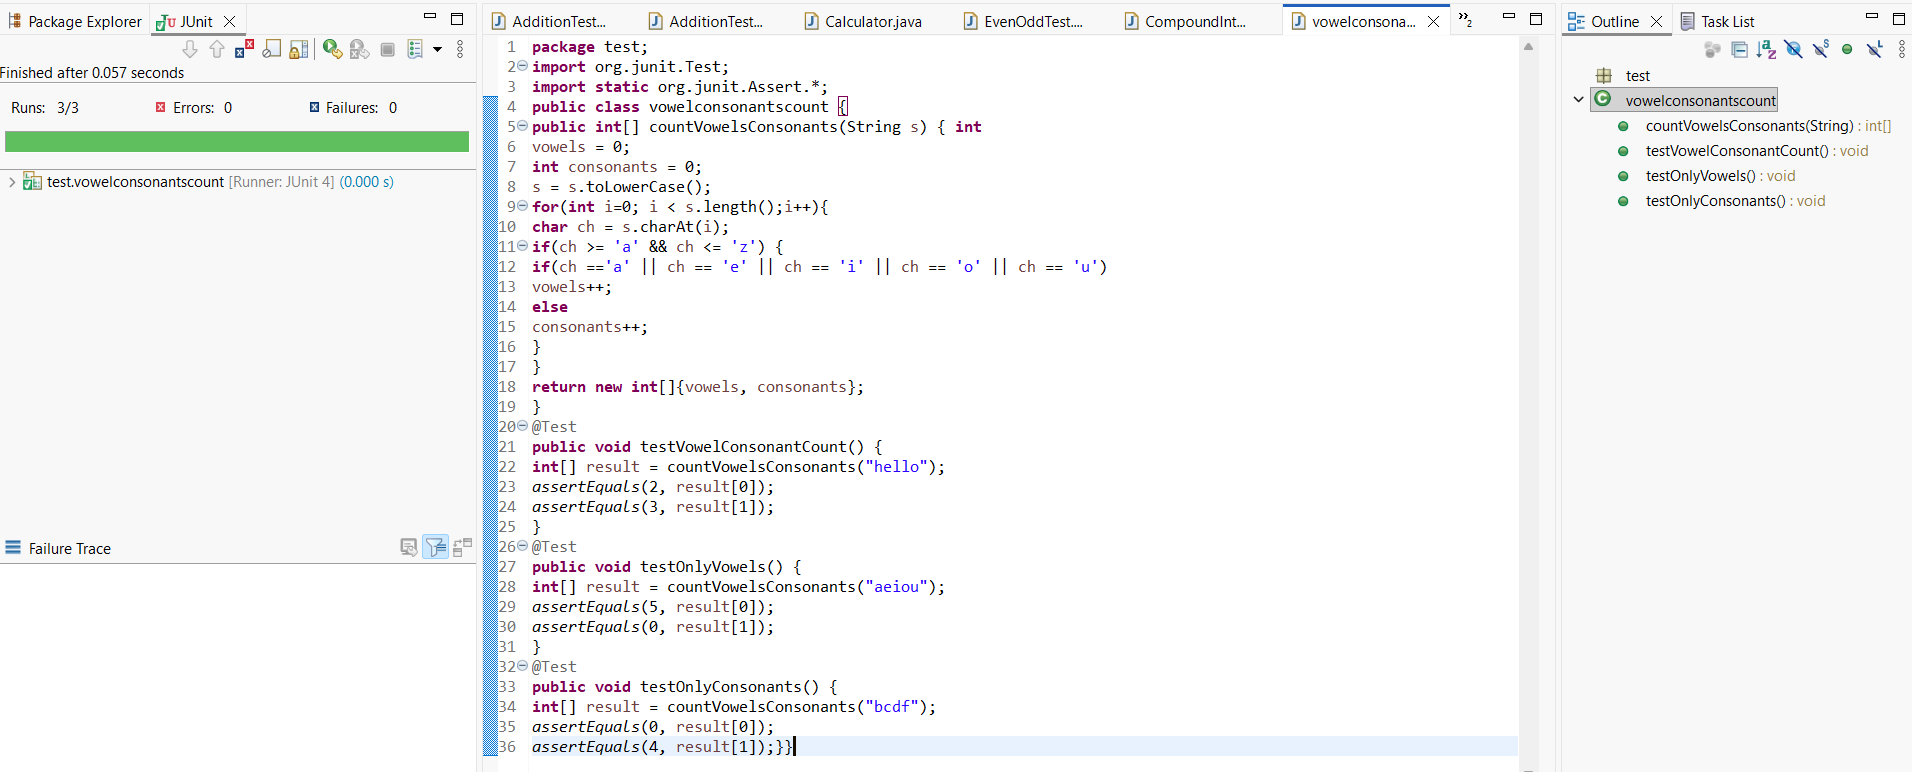 Package Explorer
JUnit
Finished after 0.057 seconds
Runs: 3/3
Errors: 0
Failures: 0
test.vowelconsonantscount [Runner: JUnit 4] (0.000 s)
Failure Trace
AdditionTest...
AdditionTest...
Calculator.java
EvenOddTest....
CompoundInt...
vowelconsona...
»2
1 package test;
2 import org.junit.Test;
3 import static org.junit.Assert.*;
4 public class vowelconsonantscount {
5 public int[] countVowelsConsonants(String s) { int
6 vowels = 0;
7 int consonants = 0;
8 s = s.toLowerCase();
9 for(int i=0; i < s.length();i++){
10 char ch = s.charAt(i);
11 if(ch >= 'a' && ch <= 'z') {
12 if(ch =='a' || ch == 'e' || ch == 'i' || ch == 'o' || ch == 'u')
13 vowels++;
14 else
15 consonants++;
16 }
17 }
18 return new int[]{vowels, consonants};
19 }
20 @Test
21 public void testVowelConsonantCount() {
22 int[] result = countVowelsConsonants("hello");
23 assertEquals(2, result[0]);
24 assertEquals(3, result[1]);
25 }
26 @Test
27 public void testOnlyVowels() {
28 int[] result = countVowelsConsonants("aeiou");
29 assertEquals(5, result[0]);
30 assertEquals(0, result[1]);
31 }
32 @Test
33 public void testOnlyConsonants() {
34 int[] result = countVowelsConsonants("bcdf");
35 assertEquals(0, result[0]);
36 assertEquals(4, result[1]);}}
Outline
Task List
test
vowelconsonantscount
countVowelsConsonants(String) : int[]
testVowelConsonantCount() : void
testOnlyVowels() : void
testOnlyConsonants() : void